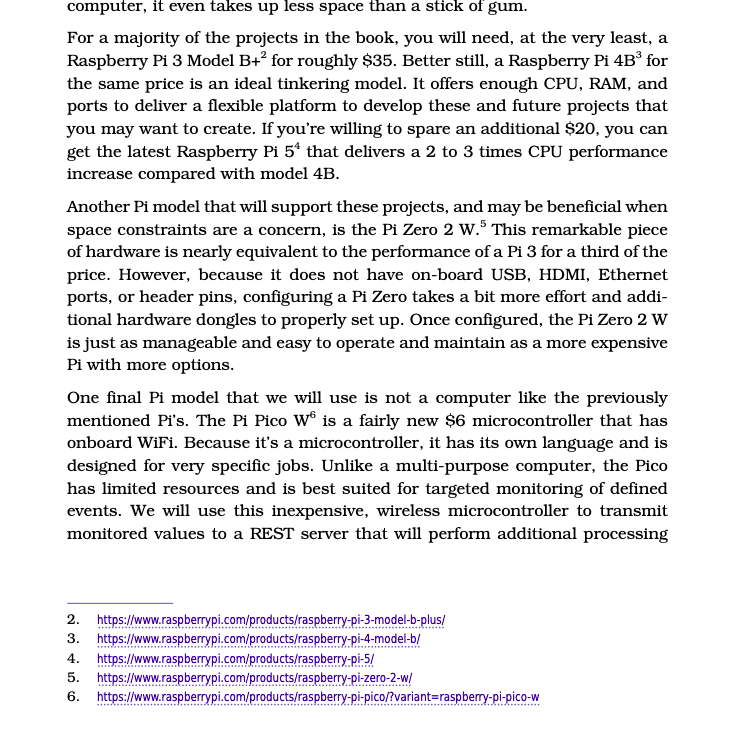 computer, it even takes up less space than a stick of gum.
For a majority of the projects in the book, you will need, at the very least, a
Raspberry Pi 3 Model B+² for roughly $35. Better still, a Raspberry Pi 4B³ for
the same price is an ideal tinkering model. It offers enough CPU, RAM, and
ports to deliver a flexible platform to develop these and future projects that
you may want to create. If you're willing to spare an additional $20, you can
get the latest Raspberry Pi 5⁴ that delivers a 2 to 3 times CPU performance
increase compared with model 4B.
Another Pi model that will support these projects, and may be beneficial when
space constraints are a concern, is the Pi Zero 2 W.⁵ This remarkable piece
of hardware is nearly equivalent to the performance of a Pi 3 for a third of the
price. However, because it does not have on-board USB, HDMI, Ethernet
ports, or header pins, configuring a Pi Zero takes a bit more effort and addi-
tional hardware dongles to properly set up. Once configured, the Pi Zero 2 W
is just as manageable and easy to operate and maintain as a more expensive
Pi with more options.
One final Pi model that we will use is not a computer like the previously
mentioned Pi's. The Pi Pico W⁶ is a fairly new $6 microcontroller that has
onboard WiFi. Because it's a microcontroller, it has its own language and is
designed for very specific jobs. Unlike a multi-purpose computer, the Pico
has limited resources and is best suited for targeted monitoring of defined
events. We will use this inexpensive, wireless microcontroller to transmit
monitored values to a REST server that will perform additional processing
2. https://www.raspberrypi.com/products/raspberry-pi-3-model-b-plus/
3. https://www.raspberrypi.com/products/raspberry-pi-4-model-b/
4. https://www.raspberrypi.com/products/raspberry-pi-5/
5. https://www.raspberrypi.com/products/raspberry-pi-zero-2-w/
6. https://www.raspberrypi.com/products/raspberry-pi-pico/?variant=raspberry-pi-pico-w